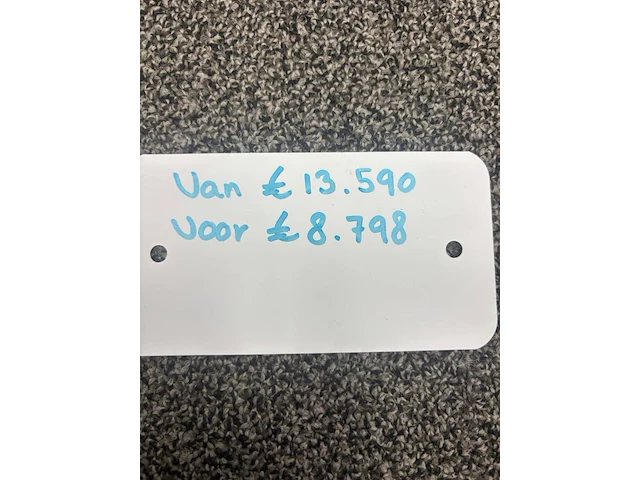 Van € 13.590
Voor € 8.798